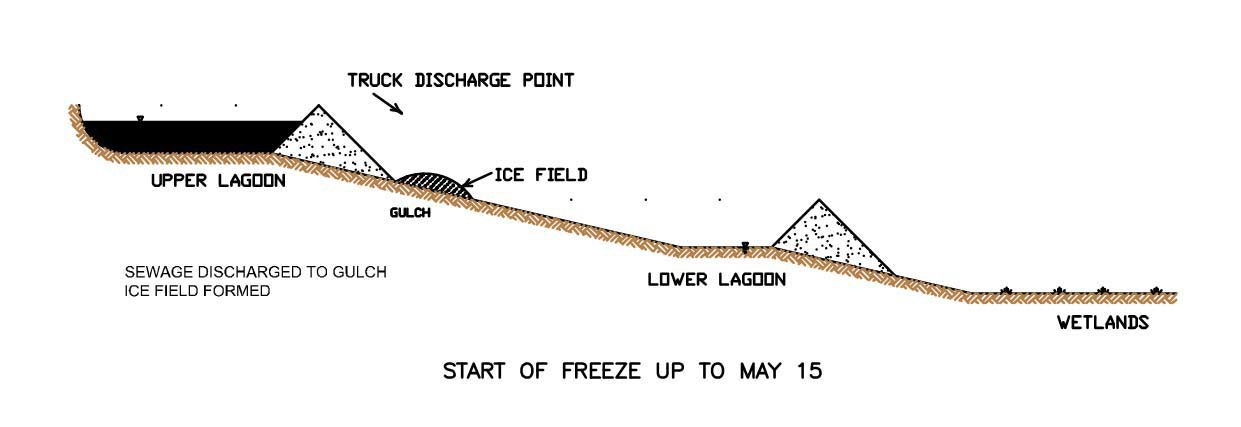 TRUCK DISCHARGE POINT
ICE FIELD
UPPER LAGOON
GULCH
SEWAGE DISCHARGED TO GULCH
ICE FIELD FORMED
LOWER LAGOON
WETLANDS
START OF FREEZE UP TO MAY 15